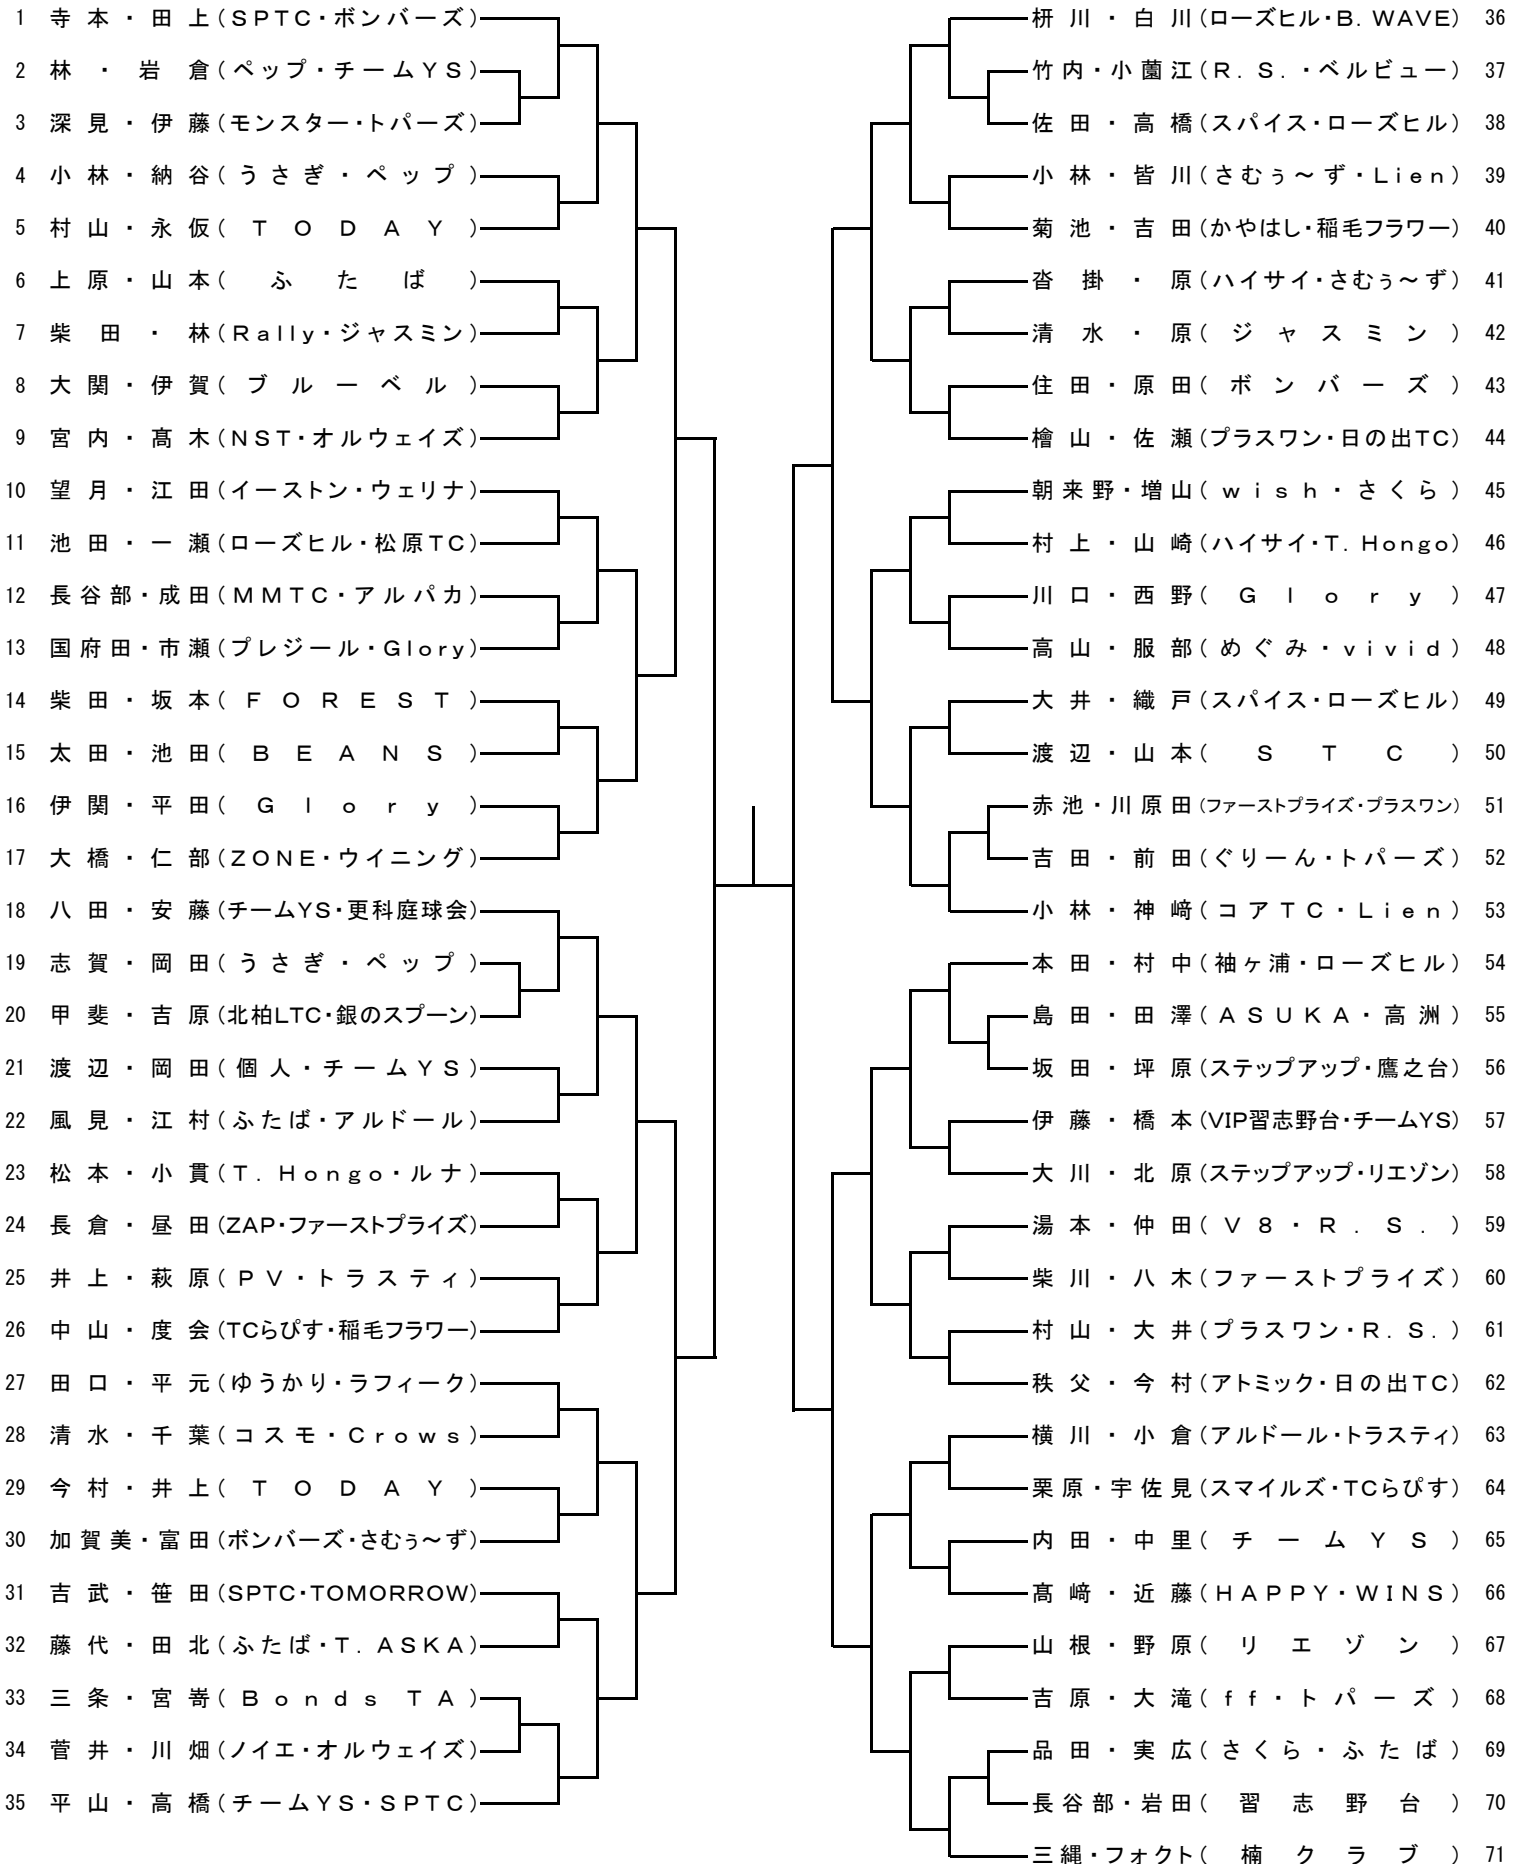 1 寺本・田上(SPTC・ボンバーズ)
2 林・岩倉(ペップ・チームYS)
3 深見・伊藤(モンスター・トパーズ)
4 小林・納谷(うさぎ・ペップ)
5 村山・永仮(TODAY)
6 上原・山本(ふたば)
7 柴田・林(Rally・ジャスミン)
8 大関・伊賀(ブルーベル)
9 宮内・髙木(NST・オルウェイズ)
10 望月・江田(イーストン・ウェリナ)
11 池田・一瀬(ローズヒル・松原TC)
12 長谷部・成田(MMTC・アルパカ)
13 国府田・市瀬(プレジール・Glory)
14 柴田・坂本(FOREST)
15 太田・池田(BEANS)
16 伊関・平田(Glory)
17 大橋・仁部(ZONE・ウイニング)
18 八田・安藤(チームYS・更科庭球会)
19 志賀・岡田(うさぎ・ペップ)
20 甲斐・吉原(北柏LTC・銀のスプーン)
21 渡辺・岡田(個人・チームYS)
22 風見・江村(ふたば・アルドール)
23 松本・小貫(T. Hongo・ルナ)
24 長倉・昼田(ZAP・ファーストプライズ)
25 井上・萩原(PV・トラスティ)
26 中山・度会(TCらぴす・稲毛フラワー)
27 田口・平元(ゆうかり・ラフィーク)
28 清水・千葉(コスモ・Crows)
29 今村・井上(TODAY)
30 加賀美・富田(ボンバーズ・さむぅ～ず)
31 吉武・笹田(SPTC・TOMORROW)
32 藤代・田北(ふたば・T. ASKA)
33 三条・宮嵜(Bonds TA)
34 菅井・川畑(ノイエ・オルウェイズ)
35 平山・高橋(チームYS・SPTC)
枡川・白川(ローズヒル・B. WAVE) 36
竹内・小薗江(R.S.・ベルビュー) 37
佐田・高橋(スパイス・ローズヒル) 38
小林・皆川(さむぅ～ず・Lien) 39
菊池・吉田(かやはし・稲毛フラワー) 40
沓掛・原(ハイサイ・さむぅ～ず) 41
清水・原(ジャスミン) 42
住田・原田(ボンバーズ) 43
檜山・佐瀬(プラスワン・日の出TC) 44
朝来野・増山(wish・さくら) 45
村上・山崎(ハイサイ・T. Hongo) 46
川口・西野(Glory) 47
高山・服部(めぐみ・vivid) 48
大井・織戸(スパイス・ローズヒル) 49
渡辺・山本(STC) 50
赤池・川原田(ファーストプライズ・プラスワン) 51
吉田・前田(ぐりーん・トパーズ) 52
小林・神﨑(コアTC・Lien) 53
本田・村中(袖ヶ浦・ローズヒル) 54
島田・田澤(ASUKA・高洲) 55
坂田・坪原(ステップアップ・鷹之台) 56
伊藤・橋本(VIP習志野台・チームYS) 57
大川・北原(ステップアップ・リエゾン) 58
湯本・仲田(V8・R.S.) 59
柴川・八木(ファーストプライズ) 60
村山・大井(プラスワン・R.S.) 61
秩父・今村(アトミック・日の出TC) 62
横川・小倉(アルドール・トラスティ) 63
栗原・宇佐見(スマイルズ・TCらぴす) 64
内田・中里(チームYS) 65
髙﨑・近藤(HAPPY・WINS) 66
山根・野原(リエゾン) 67
吉原・大滝(ff・トパーズ) 68
品田・実広(さくら・ふたば) 69
長谷部・岩田(習志野台) 70
三縄・フォクト(楠クラブ) 71